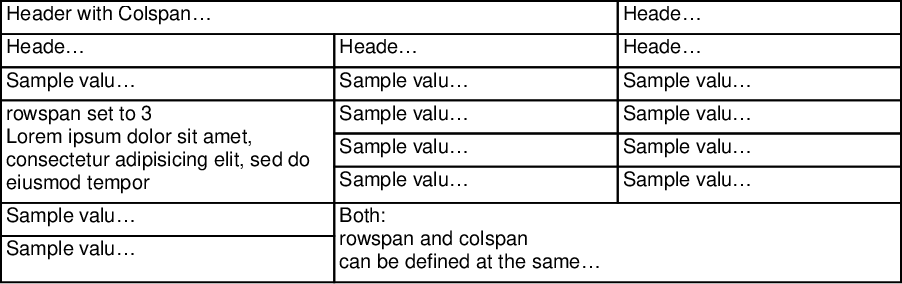 Header with Colspan…
Heade…
Heade…
Heade…
Heade…
Sample valu…
Sample valu…
Sample valu…
rowspan set to 3
Lorem ipsum dolor sit amet,
consectetur adipisicing elit, sed do
eiusmod tempor
Sample valu…
Sample valu…
Sample valu…
Sample valu…
Sample valu…
Sample valu…
Sample valu…
Both:
rowspan and colspan
can be defined at the same…
Sample valu…